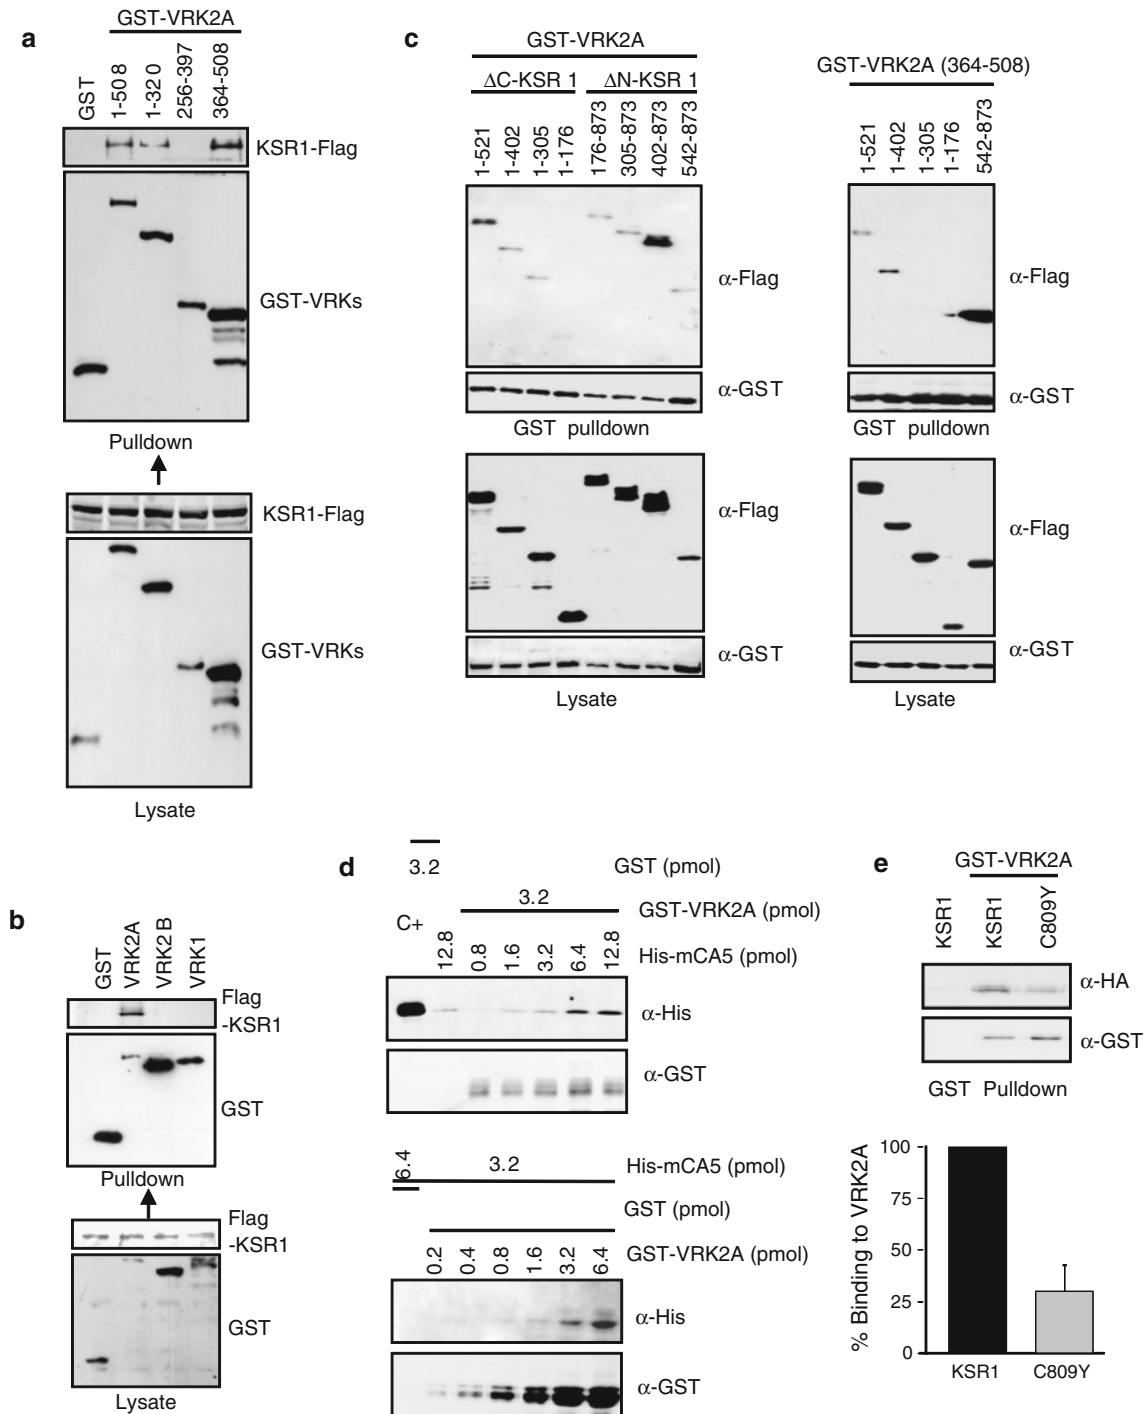 a
GST-VRK2A
GST
1-508
1-320
256-397
364-508
KSR1-Flag
GST-VRKs
Pulldown
KSR1-Flag
GST-VRKs
Lysate
b
GST
VRK2A
VRK2 B
VRK1
Flag
-KSR1
GST
Pulldown
Flag
-KSR1
GST
Lysate
c
GST-VRK2A
ΔC-KSR 1
ΔN-KSR 1
1-521
1-402
1-305
1-176
176-873
305-873
402-873
542-873
α-Flag
α-GST
GST pulldown
α-Flag
α-GST
Lysate
GST-VRK2A (364-508)
1-521
1-402
1-305
1-176
542-873
α-Flag
α-GST
GST pulldown
α-Flag
α-GST
Lysate
d
3.2
GST (pmol)
3.2
GST-VRK2A (pmol)
C+
12.8
0.8
1.6
3.2
6.4
12.8
His-mCA5 (pmol)
α-His
α-GST
6.4
3.2
His-mCA5 (pmol)
GST (pmol)
0.2
0.4
0.8
1.6
3.2
6.4
GST-VRK2A (pmol)
α-His
α-GST
e
GST-VRK2A
KSR1
KSR1
C809Y
α-HA
α-GST
GST Pulldown
% Binding to VRK2A
100
75
50
25
0
KSR1
C809Y